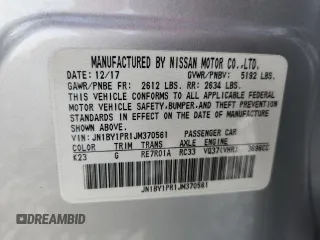 MANUFACTURED BY NISSAN MOTOR CO.,LTD.
DATE: 12/17 GVWR/PNBV: 5192 LBS.
GAWR/PNBE FR: 2612 LBS. RR: 2634 LBS.
THIS VEHICLE CONFORMS TO ALL APPLICABLE FEDERAL
MOTOR VEHICLE SAFETY, BUMPER, AND THEFT PREVENTION
STANDARDS IN EFFECT ON THE DATE OF MANUFACTURE
SHOWN ABOVE.
VIN: JN1BY1PR1JM370561 PASSENGER CAR
COLOR TRIM TRANS AXLE ENGINE
K23 G RE7R01A RC33 VQ37(VHR) 3696CC
JN1BY1PR1JM370561